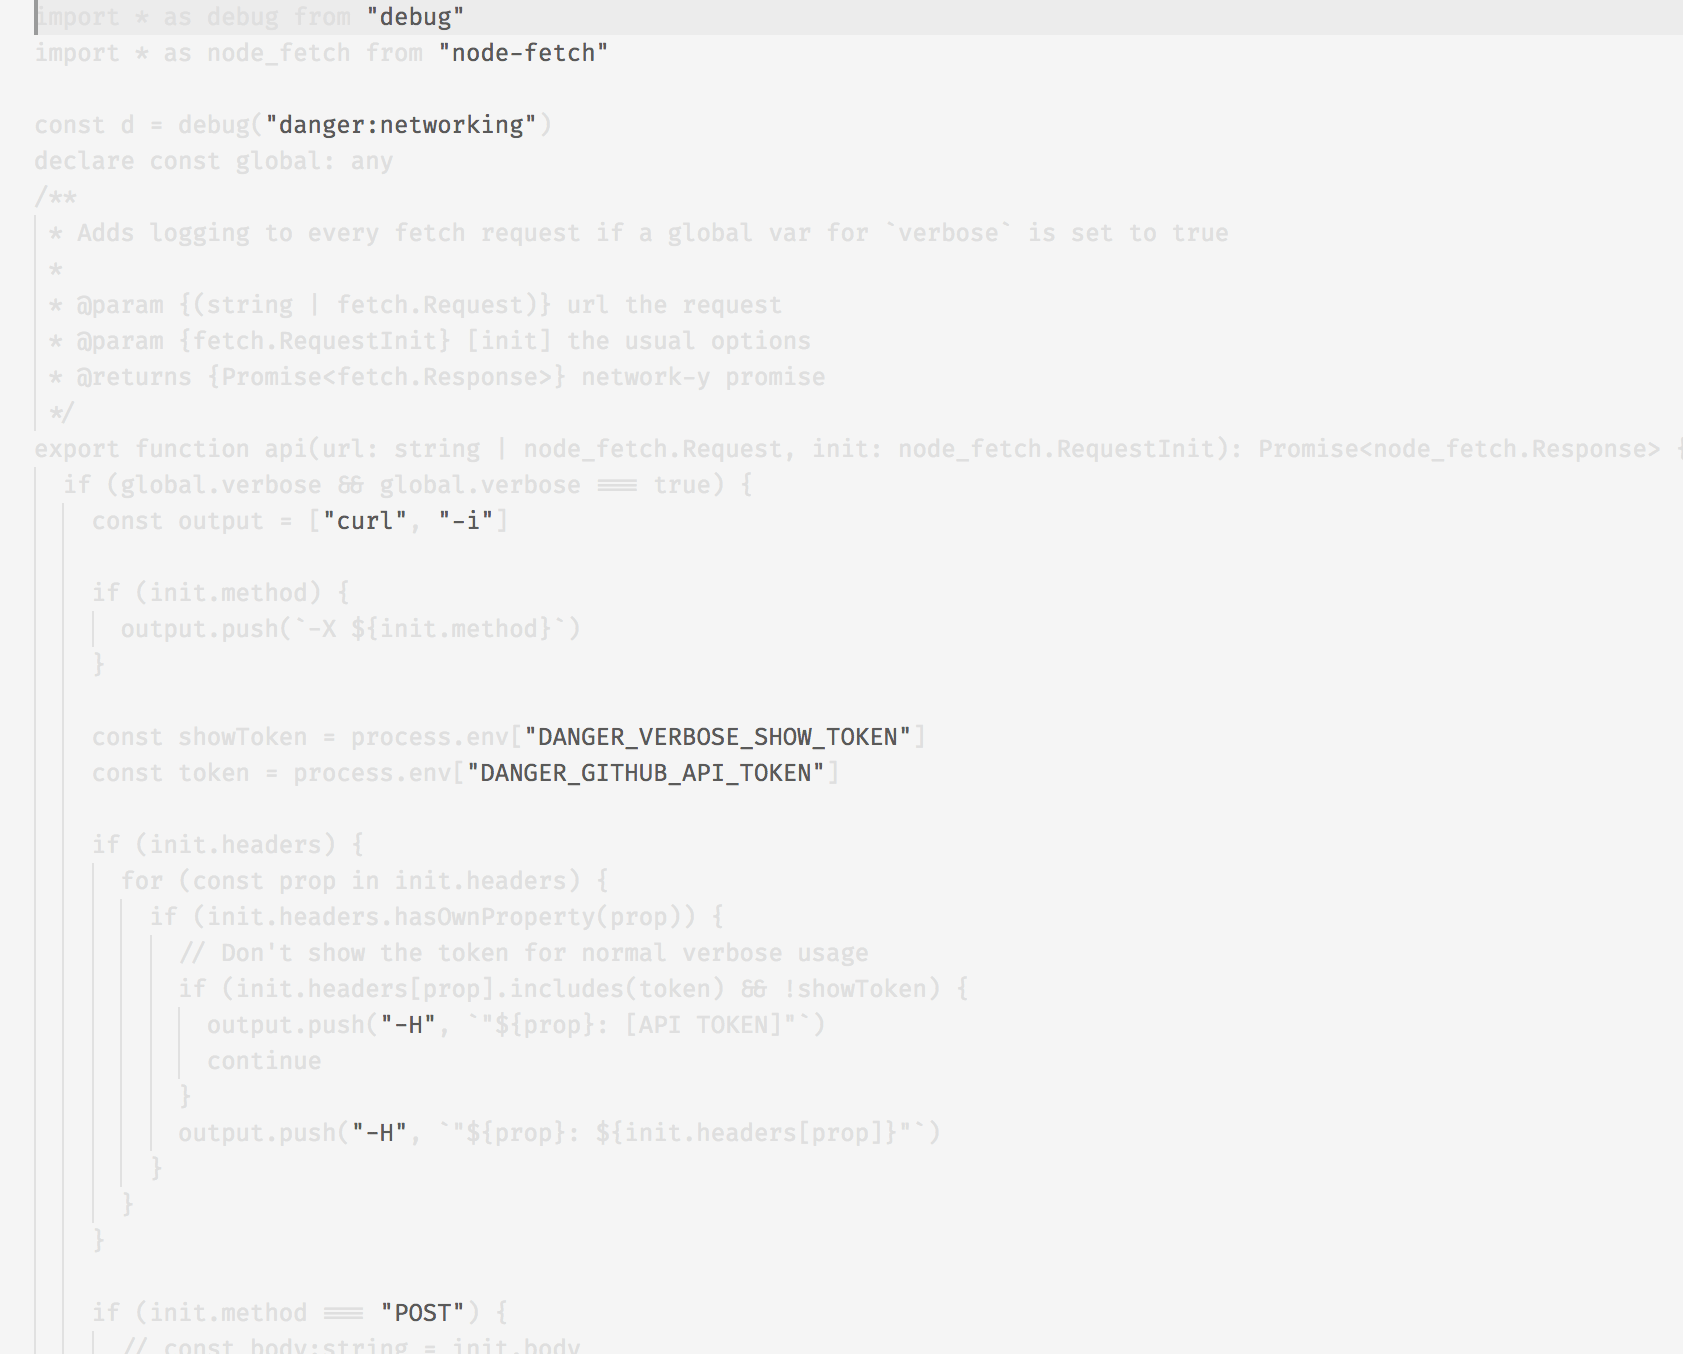 import * as debug from "debug"
import * as node_fetch from "node-fetch"
const d = debug("danger:networking")
declare const global: any
/**
* Adds logging to every fetch request if a global var for `verbose` is set to true
*
* @param {(string | fetch.Request)} url the request
* @param {fetch.RequestInit} [init] the usual options
* @returns {Promise<fetch.Response>} network-y promise
*/
export function api(url: string | node_fetch.Request, init: node_fetch.RequestInit): Promise<node_fetch.Response> {
if (global.verbose && global.verbose === true) {
const output = ["curl", "-i"]
if (init.method) {
output.push(`-X ${init.method}`)
}
const showToken = process.env["DANGER_VERBOSE_SHOW_TOKEN"]
const token = process.env["DANGER_GITHUB_API_TOKEN"]
if (init.headers) {
for (const prop in init.headers) {
if (init.headers.hasOwnProperty(prop)) {
// Don't show the token for normal verbose usage
if (init.headers[prop].includes(token) && !showToken) {
output.push("-H", `"${prop}: [API TOKEN]"`)
continue
}
output.push("-H", `"${prop}: ${init.headers[prop]}"`)
}
}
}
if (init.method === "POST") {
// const body:string = init.body